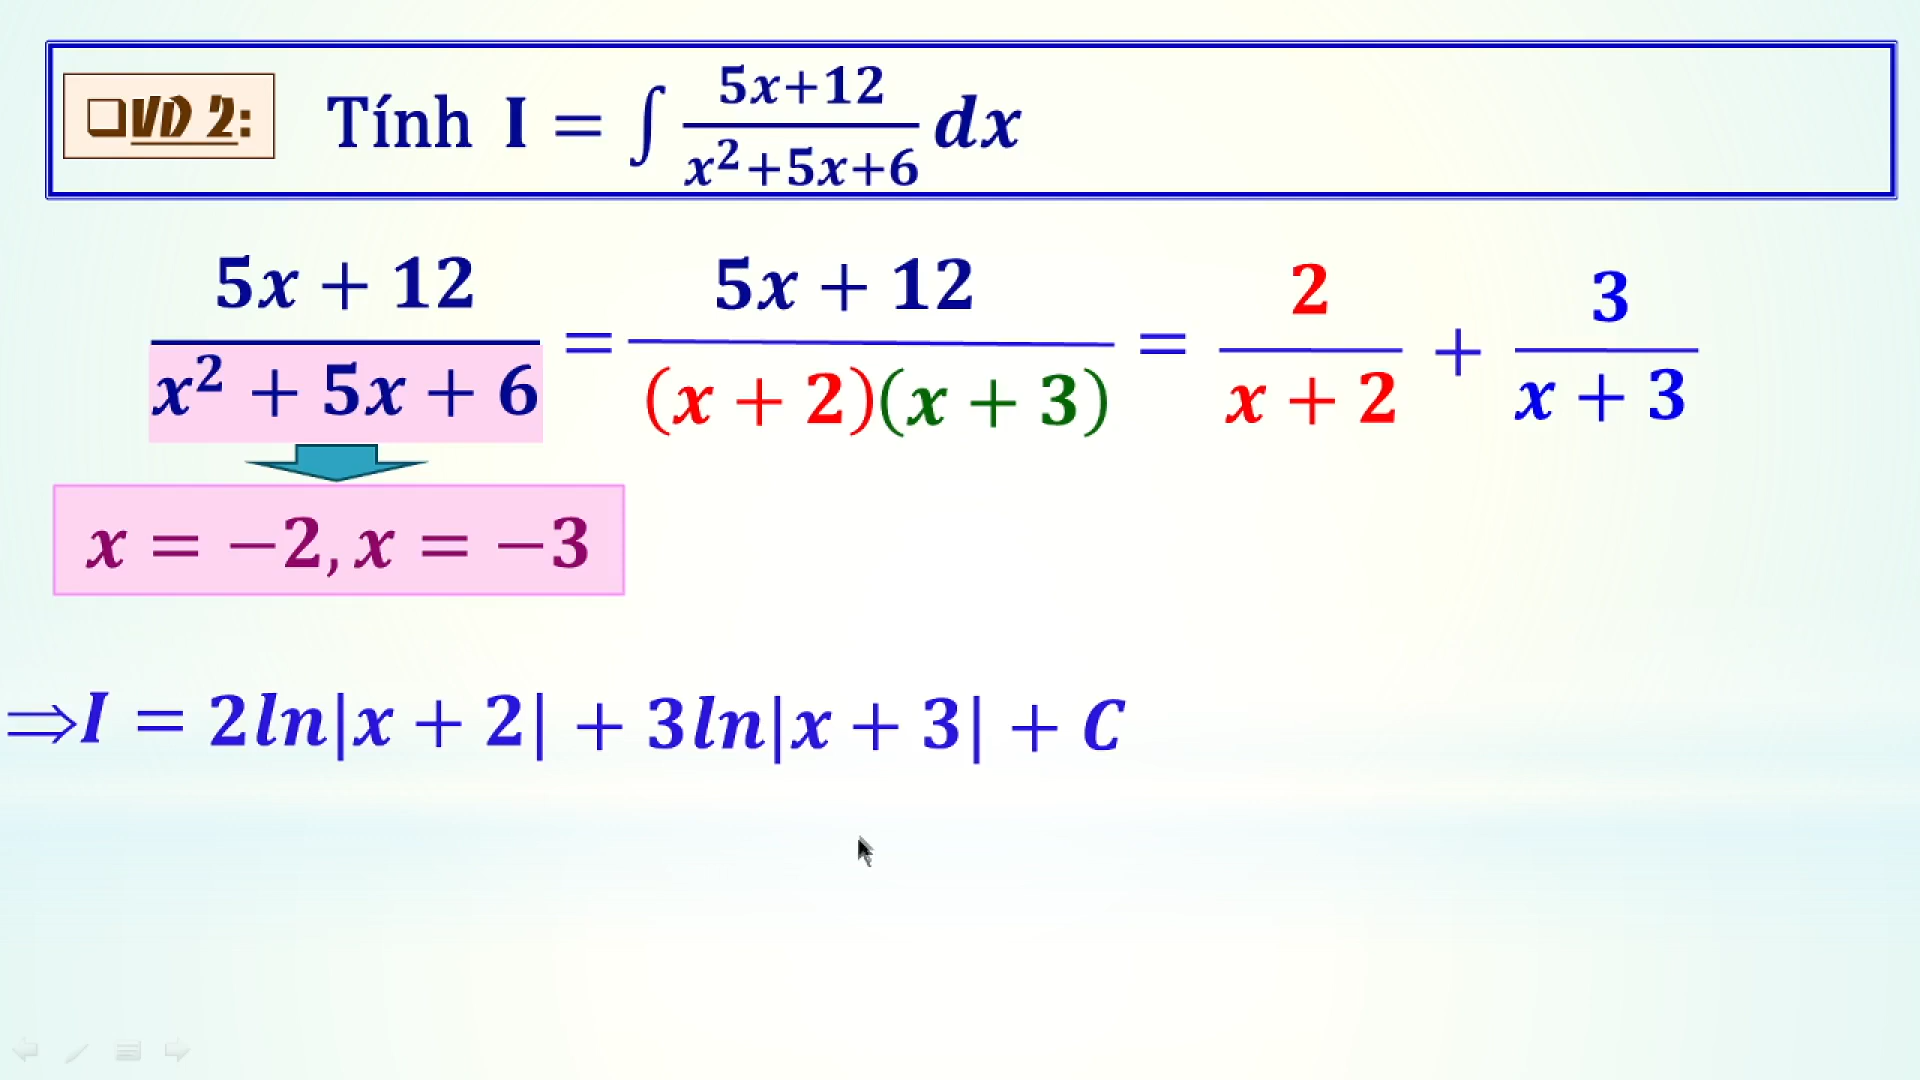 ❑VD 2: Tính I = ∫ (5x+12)/(x²+5x+6) dx
(5x + 12)/(x² + 5x + 6) = (5x + 12)/((x + 2)(x + 3)) = 2/(x + 2) + 3/(x + 3)
x = −2, x = −3
⇒I = 2ln|x + 2| + 3ln|x + 3| + C